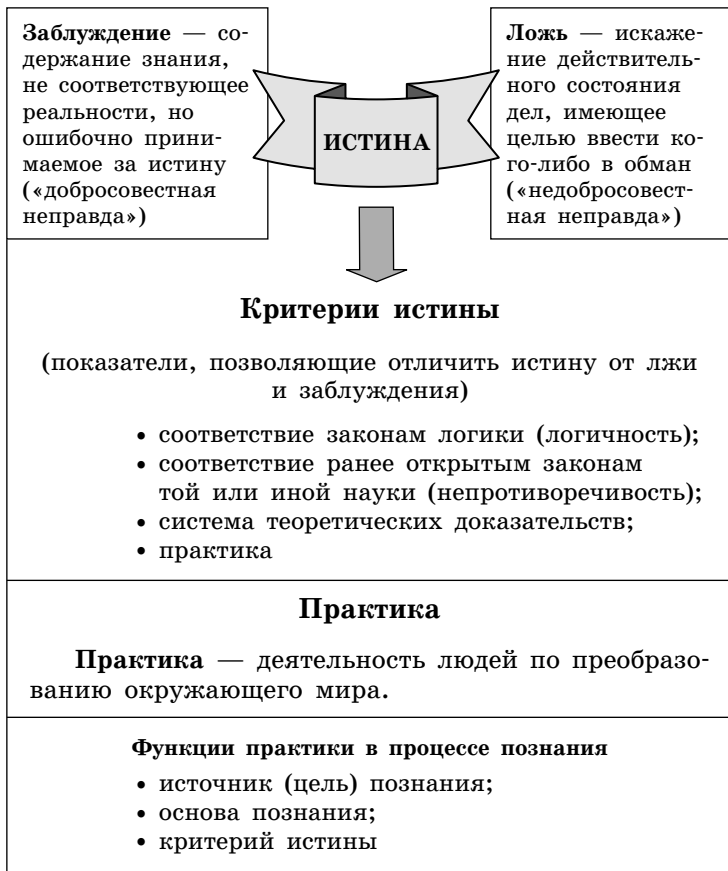 Заблуждение — со-
держание знания,
не соответствующее
реальности, но
ошибочно прини-
маемое за истину
(«добросовестная
неправда»)
ИСТИНА
Ложь — искаже-
ние действитель-
ного состояния
дел, имеющее
целью ввести ко-
го-либо в обман
(«недобросовест-
ная неправда»)
Критерии истины
(показатели, позволяющие отличить истину от лжи
и заблуждения)
• соответствие законам логики (логичность);
• соответствие ранее открытым законам
той или иной науки (непротиворечивость);
• система теоретических доказательств;
• практика
Практика
Практика — деятельность людей по преобразо-
ванию окружающего мира.
Функции практики в процессе познания
• источник (цель) познания;
• основа познания;
• критерий истины